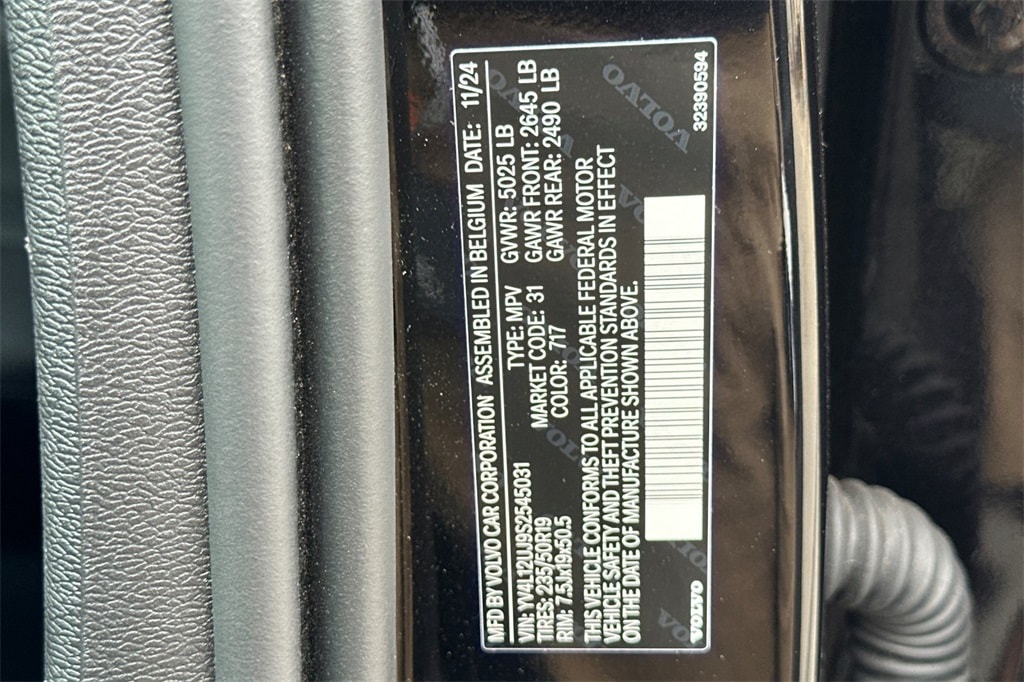 MFD BY VOLVO CAR CORPORATION ASSEMBLED IN BELGIUM DATE: 11/24
VIN: YV4L12UJ9S2545031 TYPE: MPV GVWR: 5025 LB
TIRES: 235/50R19 MARKET CODE: 31 GAWR FRONT: 2645 LB
RIM: 7.5Jx19x50.5 COLOR: 717 GAWR REAR: 2490 LB
THIS VEHICLE CONFORMS TO ALL APPLICABLE FEDERAL MOTOR
VEHICLE SAFETY AND THEFT PREVENTION STANDARDS IN EFFECT
ON THE DATE OF MANUFACTURE SHOWN ABOVE.
VOLVO 32390594